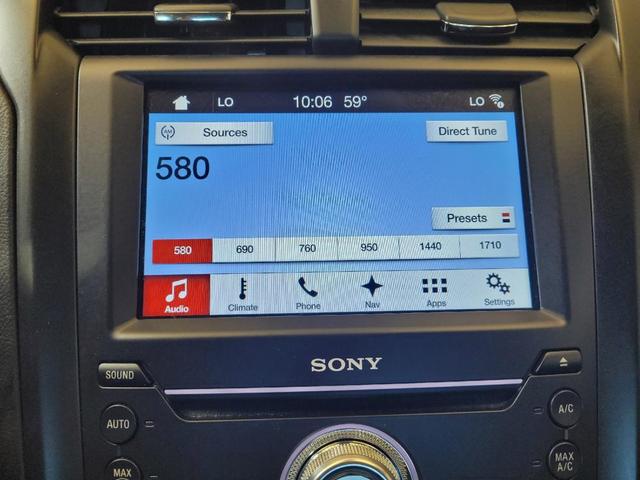 LO 10:06 59° LO
AM Sources Direct Tune
580
Presets
580 690 760 950 1440 1710
Audio Climate Phone Nav Apps Settings
SONY
SOUND
AUTO A/C
MAX MAX
A/C